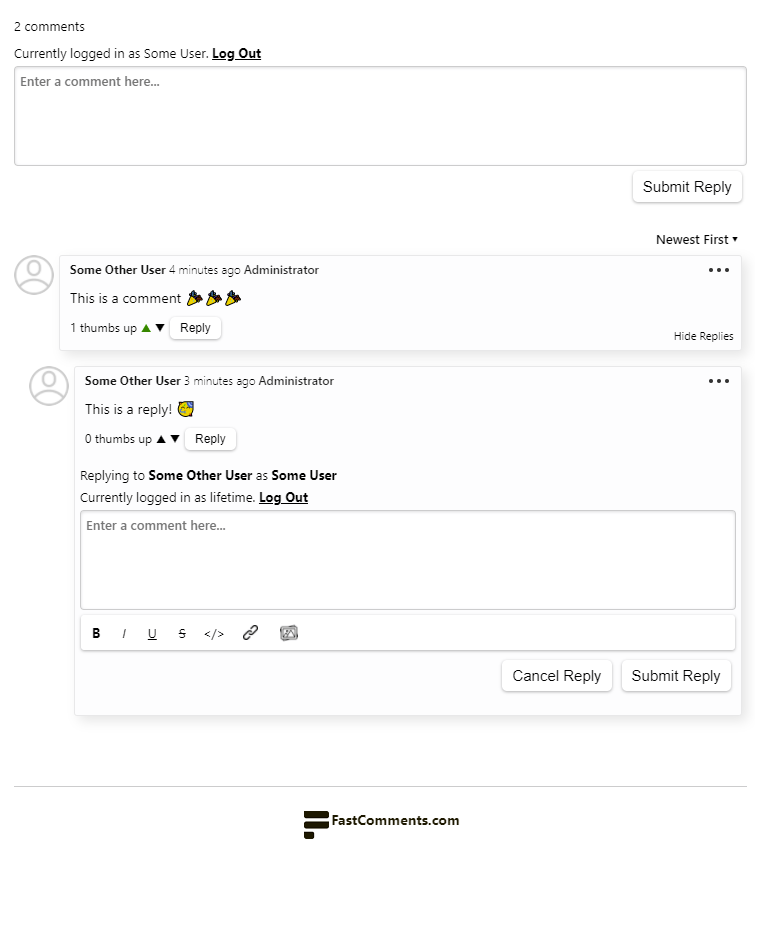 2 comments
Currently logged in as Some User. Log Out
Enter a comment here...
Submit Reply
Newest First ▾
Some Other User 4 minutes ago Administrator
This is a comment 🎉🎉🎉
1 thumbs up ▲ ▼ Reply
Hide Replies
Some Other User 3 minutes ago Administrator
This is a reply! 🥳
0 thumbs up ▲ ▼ Reply
Replying to Some Other User as Some User
Currently logged in as lifetime. Log Out
Enter a comment here...
B I U S </>
Cancel Reply Submit Reply
FastComments.com